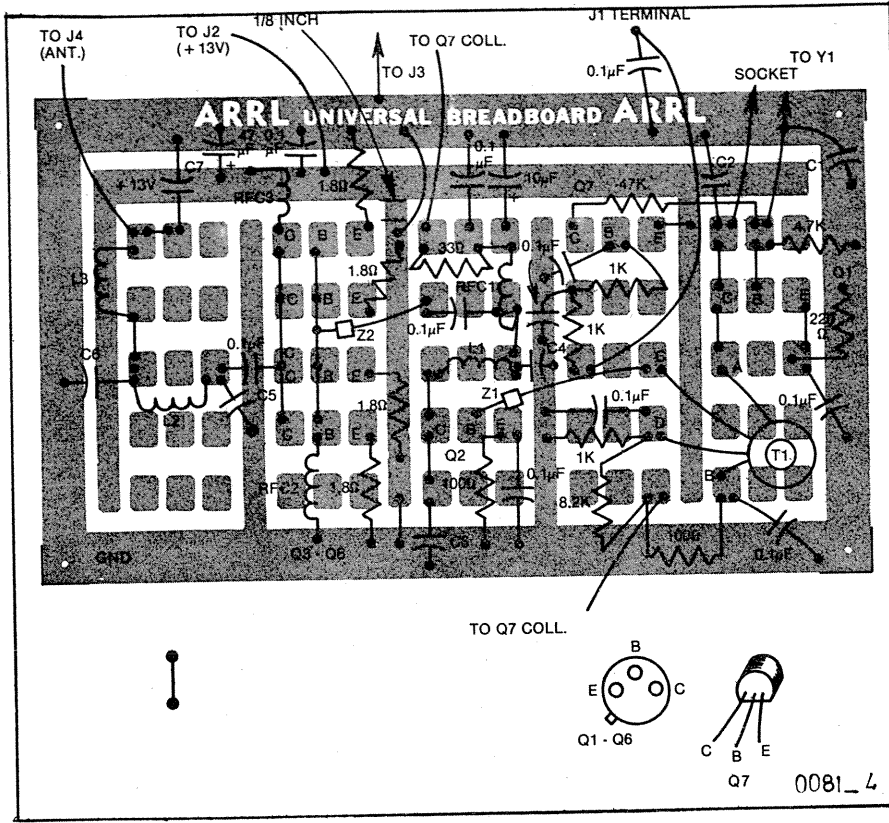 1/8 INCH
J1 TERMINAL
TO J4
(ANT.)
TO J2
(+ 13V)
TO Q7 COLL.
TO J3
0.1µF
TO Y1
SOCKET
ARRL UNIVERSAL BREADBOARD ARRL
C7
µF
+
1.8Ω
0.1
µF
10µF
+
C2
+ 13V
RFC3
Q7
47K
C
B
E
C
B
E
C
B
33Ω
0.1µF
1.8Ω
1K
Q1
L3
RFC1
C
B
E
C
B
E
Z2
0.1µF
1K
220
Ω
C6
0.1µF
L1
C4
C
B
E
A
C5
L2
1.8Ω
Z1
0.1µF
0.1µF
C
B
E
C
B
E
D
Q2
1K
T1
RFC2
1.8Ω
100Ω
0.1µF
8.2K
B
GND
Q3 - Q6
100Ω
0.1µF
TO Q7 COLL.
B
E
C
Q1 - Q6
C
B
E
Q7
0081_4